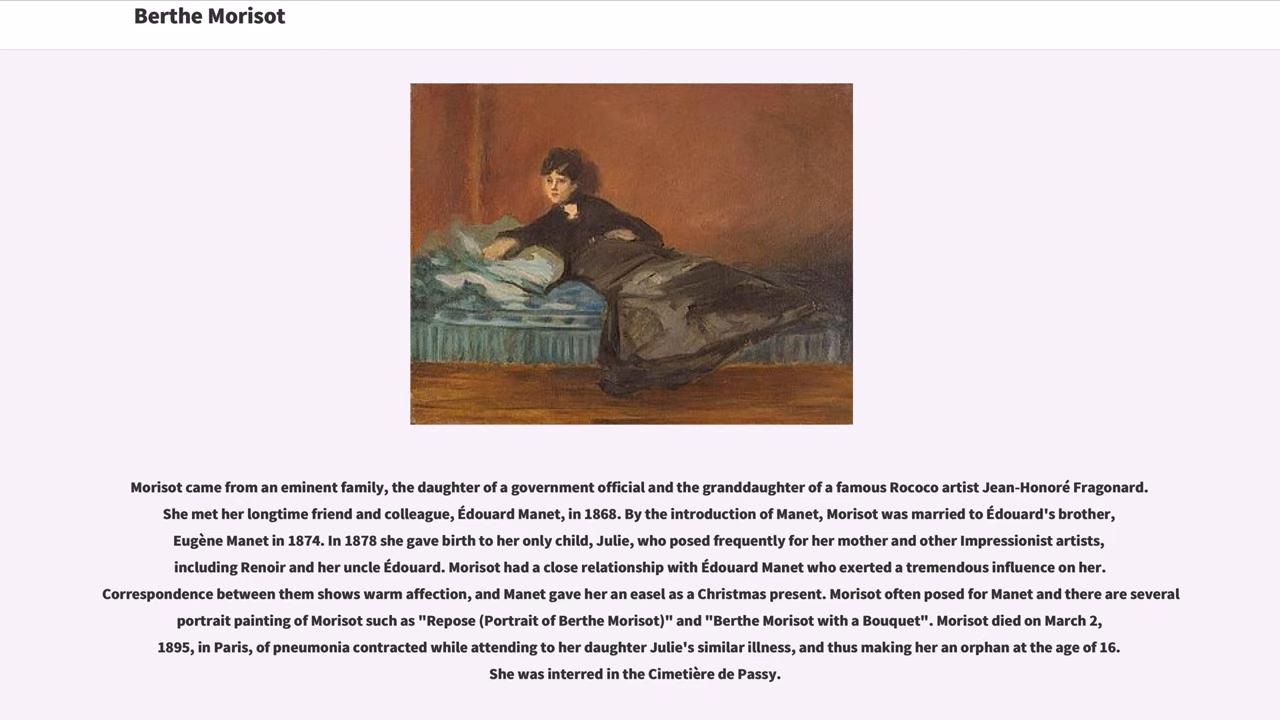 Berthe Morisot
Morisot came from an eminent family, the daughter of a government official and the granddaughter of a famous Rococo artist Jean-Honoré Fragonard.
She met her longtime friend and colleague, Édouard Manet, in 1868. By the introduction of Manet, Morisot was married to Édouard's brother,
Eugène Manet in 1874. In 1878 she gave birth to her only child, Julie, who posed frequently for her mother and other Impressionist artists,
including Renoir and her uncle Édouard. Morisot had a close relationship with Édouard Manet who exerted a tremendous influence on her.
Correspondence between them shows warm affection, and Manet gave her an easel as a Christmas present. Morisot often posed for Manet and there are several
portrait painting of Morisot such as "Repose (Portrait of Berthe Morisot)" and "Berthe Morisot with a Bouquet". Morisot died on March 2,
1895, in Paris, of pneumonia contracted while attending to her daughter Julie's similar illness, and thus making her an orphan at the age of 16.
She was interred in the Cimetière de Passy.